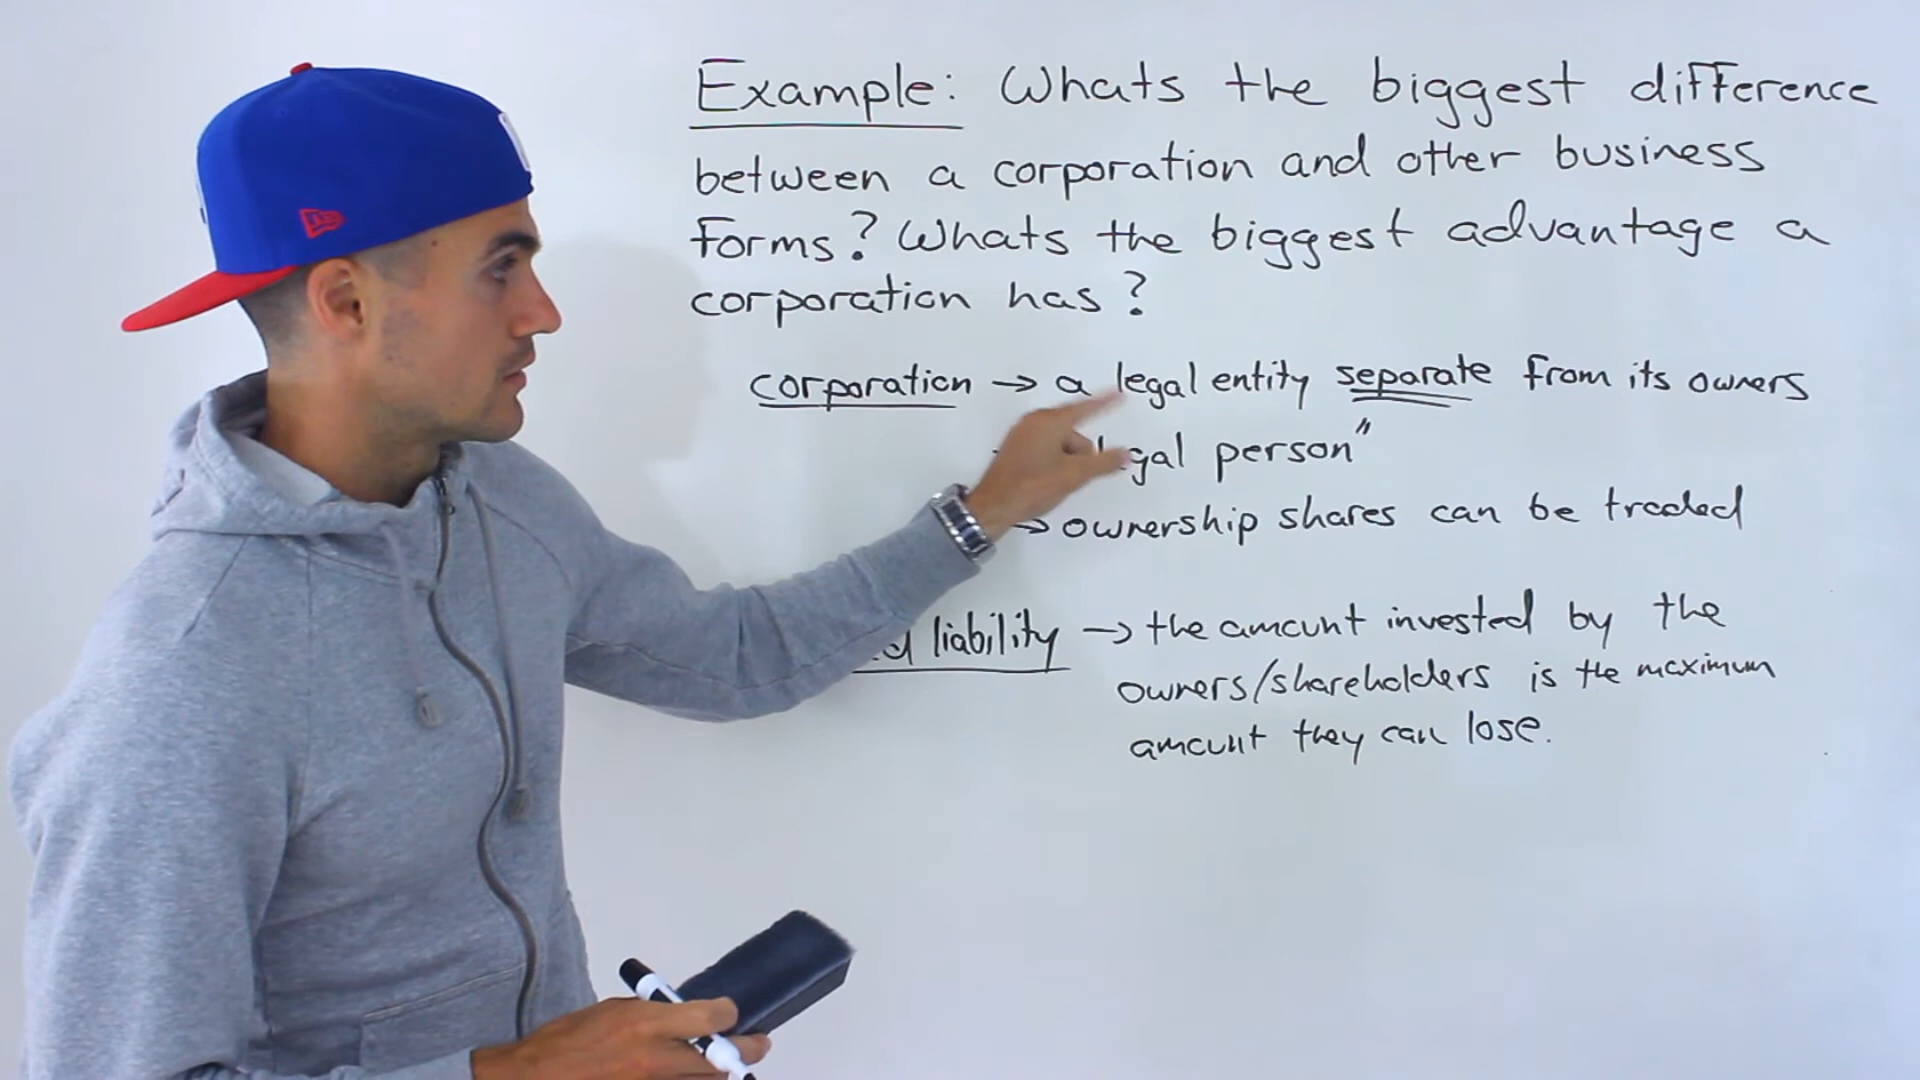 Example: Whats the biggest difference
between a corporation and other business
forms? Whats the biggest advantage a
corporation has?
corporation → a legal entity separate from its owners
person"
→ ownership shares can be traded
liability → the amount invested by the
owners/shareholders is the maximum
amount they can lose.